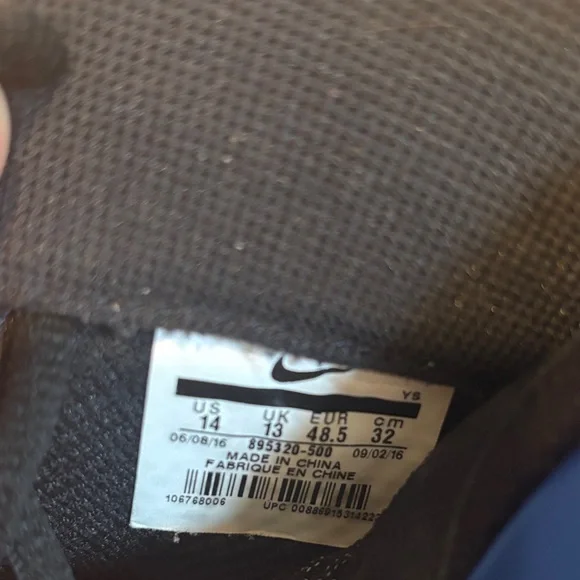 YS
US UK EUR cm
14 13 48.5 32
06/08/16 895320-500 09/02/16
MADE IN CHINA
FABRIQUE EN CHINE
106768006
UPC